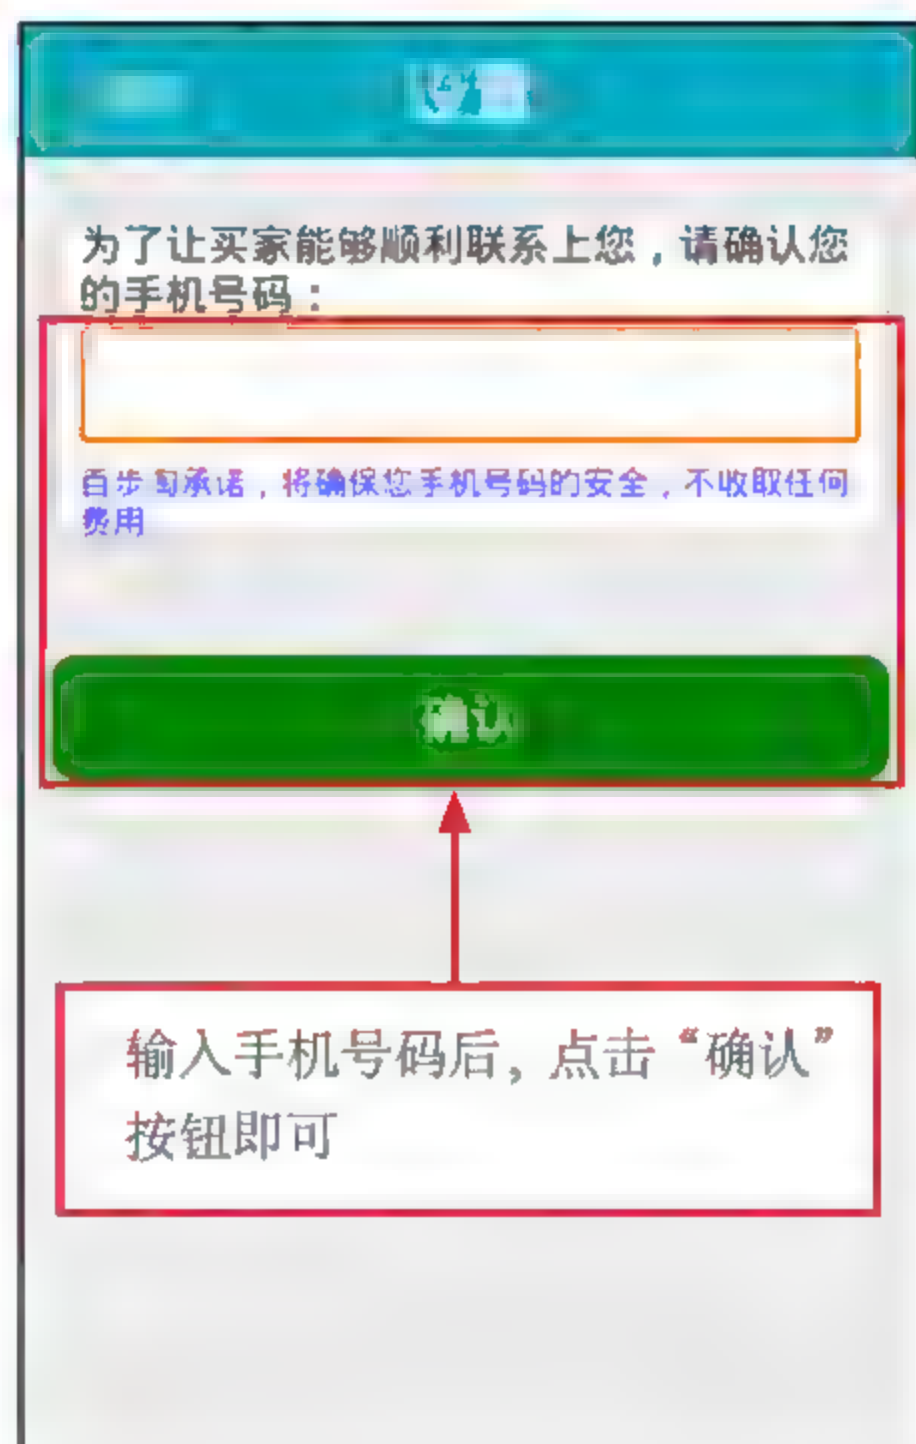 为了让买家能够顺利联系上您，请确认您
的手机号码：
百步淘承诺，将确保您手机号码的安全，不收取任何
费用
确认
输入手机号码后，点击“确认”
按钮即可